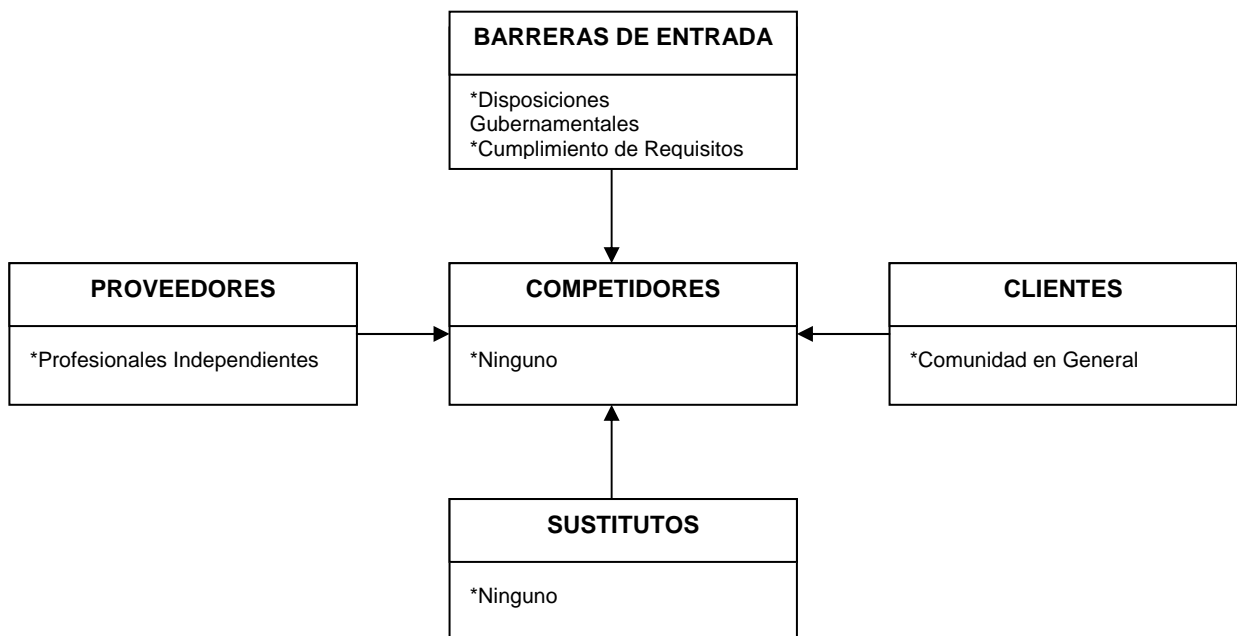 BARRERAS DE ENTRADA
*Disposiciones
Gubernamentales
*Cumplimiento de Requisitos
PROVEEDORES
*Profesionales Independientes
COMPETIDORES
*Ninguno
CLIENTES
*Comunidad en General
SUSTITUTOS
*Ninguno